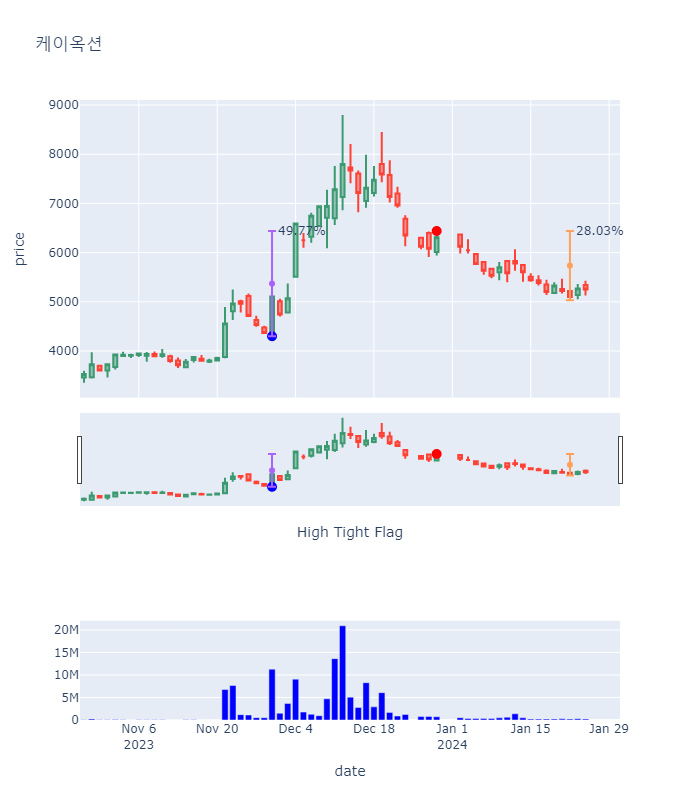 케이옥션
9000
8000
7000
6000
5000
4000
price
49.77%
28.03%
High Tight Flag
20M
15M
10M
5M
0
Nov 6
2023
Nov 20
Dec 4
Dec 18
Jan 1
2024
Jan 15
Jan 29
date